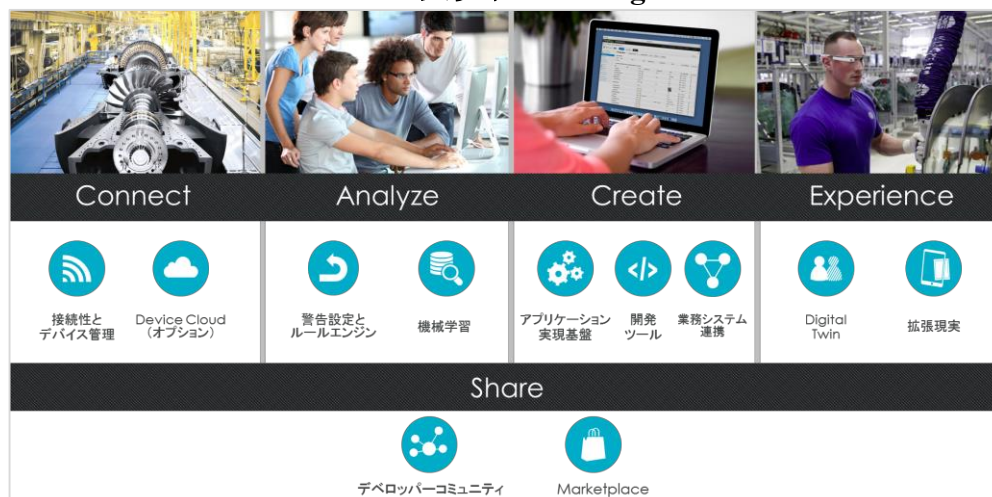 Connect
Analyze
Create
Experience
接続性と
デバイス管理
Device Cloud
(オプション)
警告設定と
ルールエンジン
機械学習
アプリケーション
実現基盤
開発
ツール
業務システム
連携
Digital
Twin
拡張現実
Share
デベロッパーコミュニティ
Marketplace